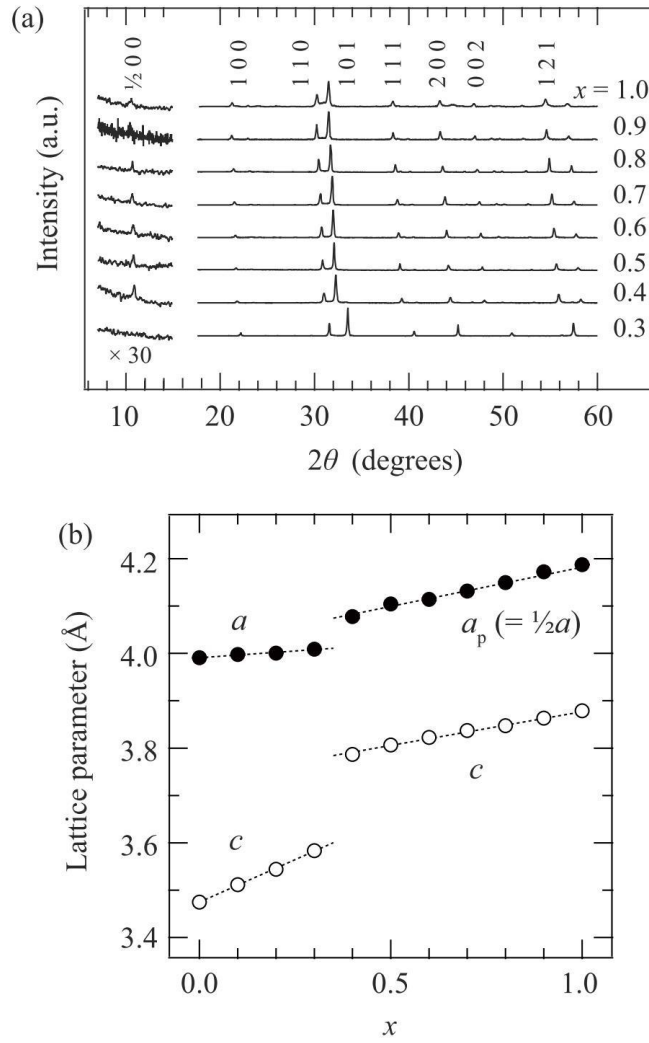 (a)
½ 0 0
1 0 0
1 1 0
1 0 1
1 1 1
2 0 0
0 0 2
1 2 1
x = 1.0
0.9
0.8
0.7
0.6
0.5
0.4
0.3
Intensity (a.u.)
× 30
10 20 30 40 50 60
2θ (degrees)
(b)
4.2
4.0
3.8
3.6
3.4
Lattice parameter (Å)
a
aₚ (= ½a)
c
c
0.0 0.5 1.0
x